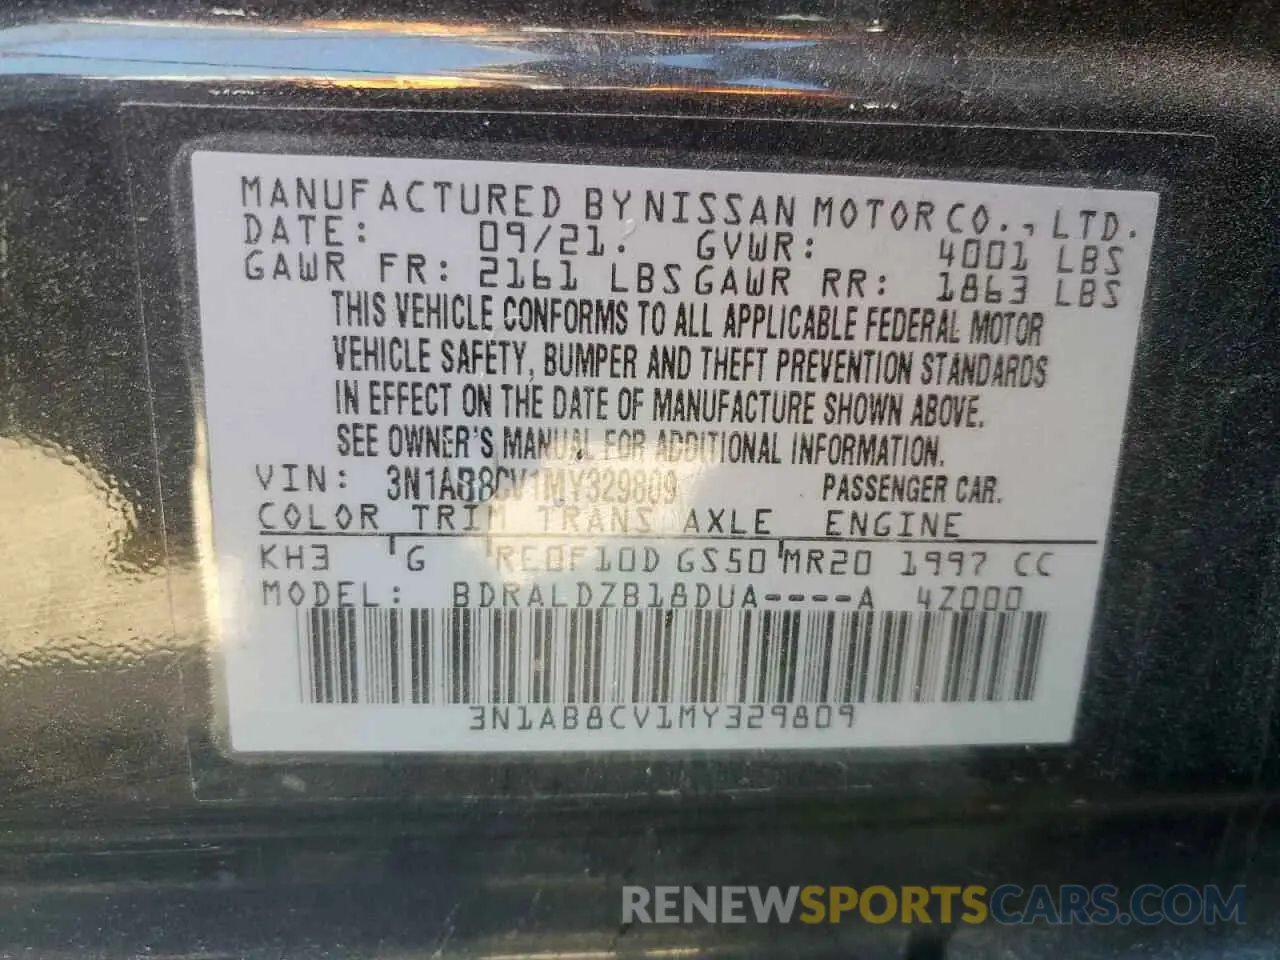 MANUFACTURED BY NISSAN MOTOR CO., LTD.
DATE: 09/21. GVWR: 4001 LBS
GAWR FR: 2161 LBS GAWR RR: 1863 LBS
THIS VEHICLE CONFORMS TO ALL APPLICABLE FEDERAL MOTOR
VEHICLE SAFETY, BUMPER AND THEFT PREVENTION STANDARDS
IN EFFECT ON THE DATE OF MANUFACTURE SHOWN ABOVE.
SEE OWNER'S MANUAL FOR ADDITIONAL INFORMATION.
VIN: 3N1AB8CV1MY329809 PASSENGER CAR.
COLOR TRIM TRANS AXLE ENGINE
KH3 G RE0F10D GS50 MR20 1997 CC
MODEL: BDRALDZB18DUA----A 4Z000
3N1AB8CV1MY329809
RENEWSPORTSCARS.COM